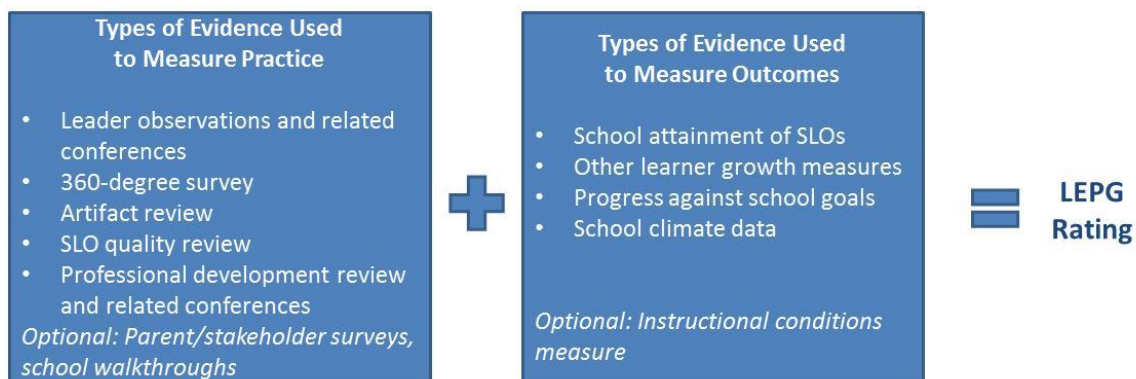 Types of Evidence Used
to Measure Practice
• Leader observations and related
conferences
• 360-degree survey
• Artifact review
• SLO quality review
• Professional development review
and related conferences
Optional: Parent/stakeholder surveys,
school walkthroughs
Types of Evidence Used
to Measure Outcomes
• School attainment of SLOs
• Other learner growth measures
• Progress against school goals
• School climate data
Optional: Instructional conditions
measure
LEPG
Rating